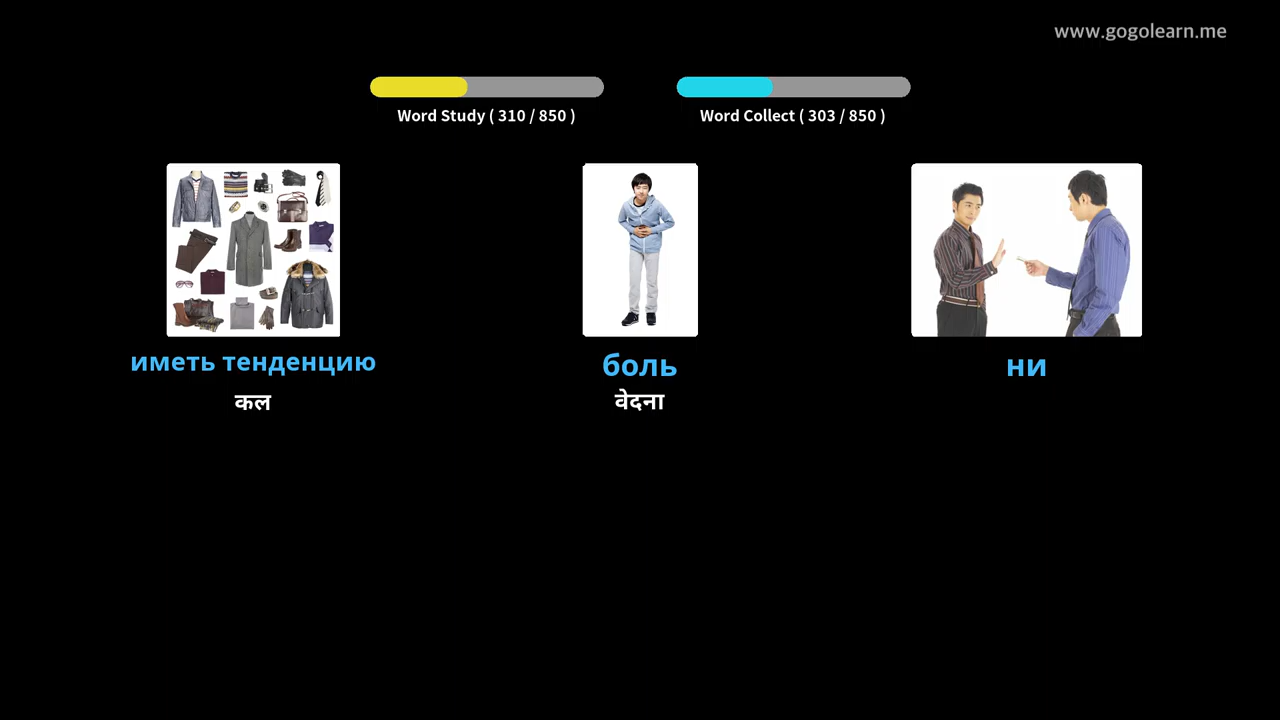 www.gogolearn.me
Word Study ( 310 / 850 )
Word Collect ( 303 / 850 )
иметь тенденцию
कल
боль
वेदना
ни